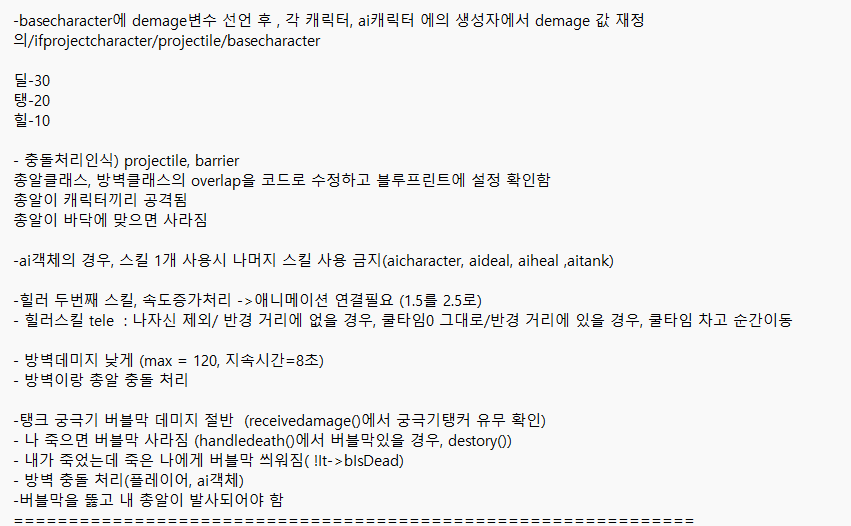 -basecharacter에 demage변수 선언 후 , 각 캐릭터, ai캐릭터 에의 생성자에서 demage 값 재정
의/ifprojectcharacter/projectile/basecharacter
딜-30
탱-20
힐-10
- 충돌처리인식) projectile, barrier
총알클래스, 방벽클래스의 overlap을 코드로 수정하고 블루프린트에 설정 확인함
총알이 캐릭터끼리 공격됨
총알이 바닥에 맞으면 사라짐
-ai객체의 경우, 스킬 1개 사용시 나머지 스킬 사용 금지(aicharacter, aideal, aiheal ,aitank)
-힐러 두번째 스킬, 속도증가처리 ->애니메이션 연결필요 (1.5를 2.5로)
- 힐러스킬 tele  : 나자신 제외/ 반경 거리에 없을 경우, 쿨타임0 그대로/반경 거리에 있을 경우, 쿨타임 차고 순간이동
- 방벽데미지 낮게 (max = 120, 지속시간=8초)
- 방벽이랑 총알 충돌 처리
-탱크 궁극기 버블막 데미지 절반  (receivedamage()에서 궁극기탱커 유무 확인)
- 나 죽으면 버블막 사라짐 (handledeath()에서 버블막있을 경우, destory())
- 내가 죽었는데 죽은 나에게 버블막 씌워짐( !It->bIsDead)
- 방벽 충돌 처리(플레이어, ai객체)
-버블막을 뚫고 내 총알이 발사되어야 함
==============================================================